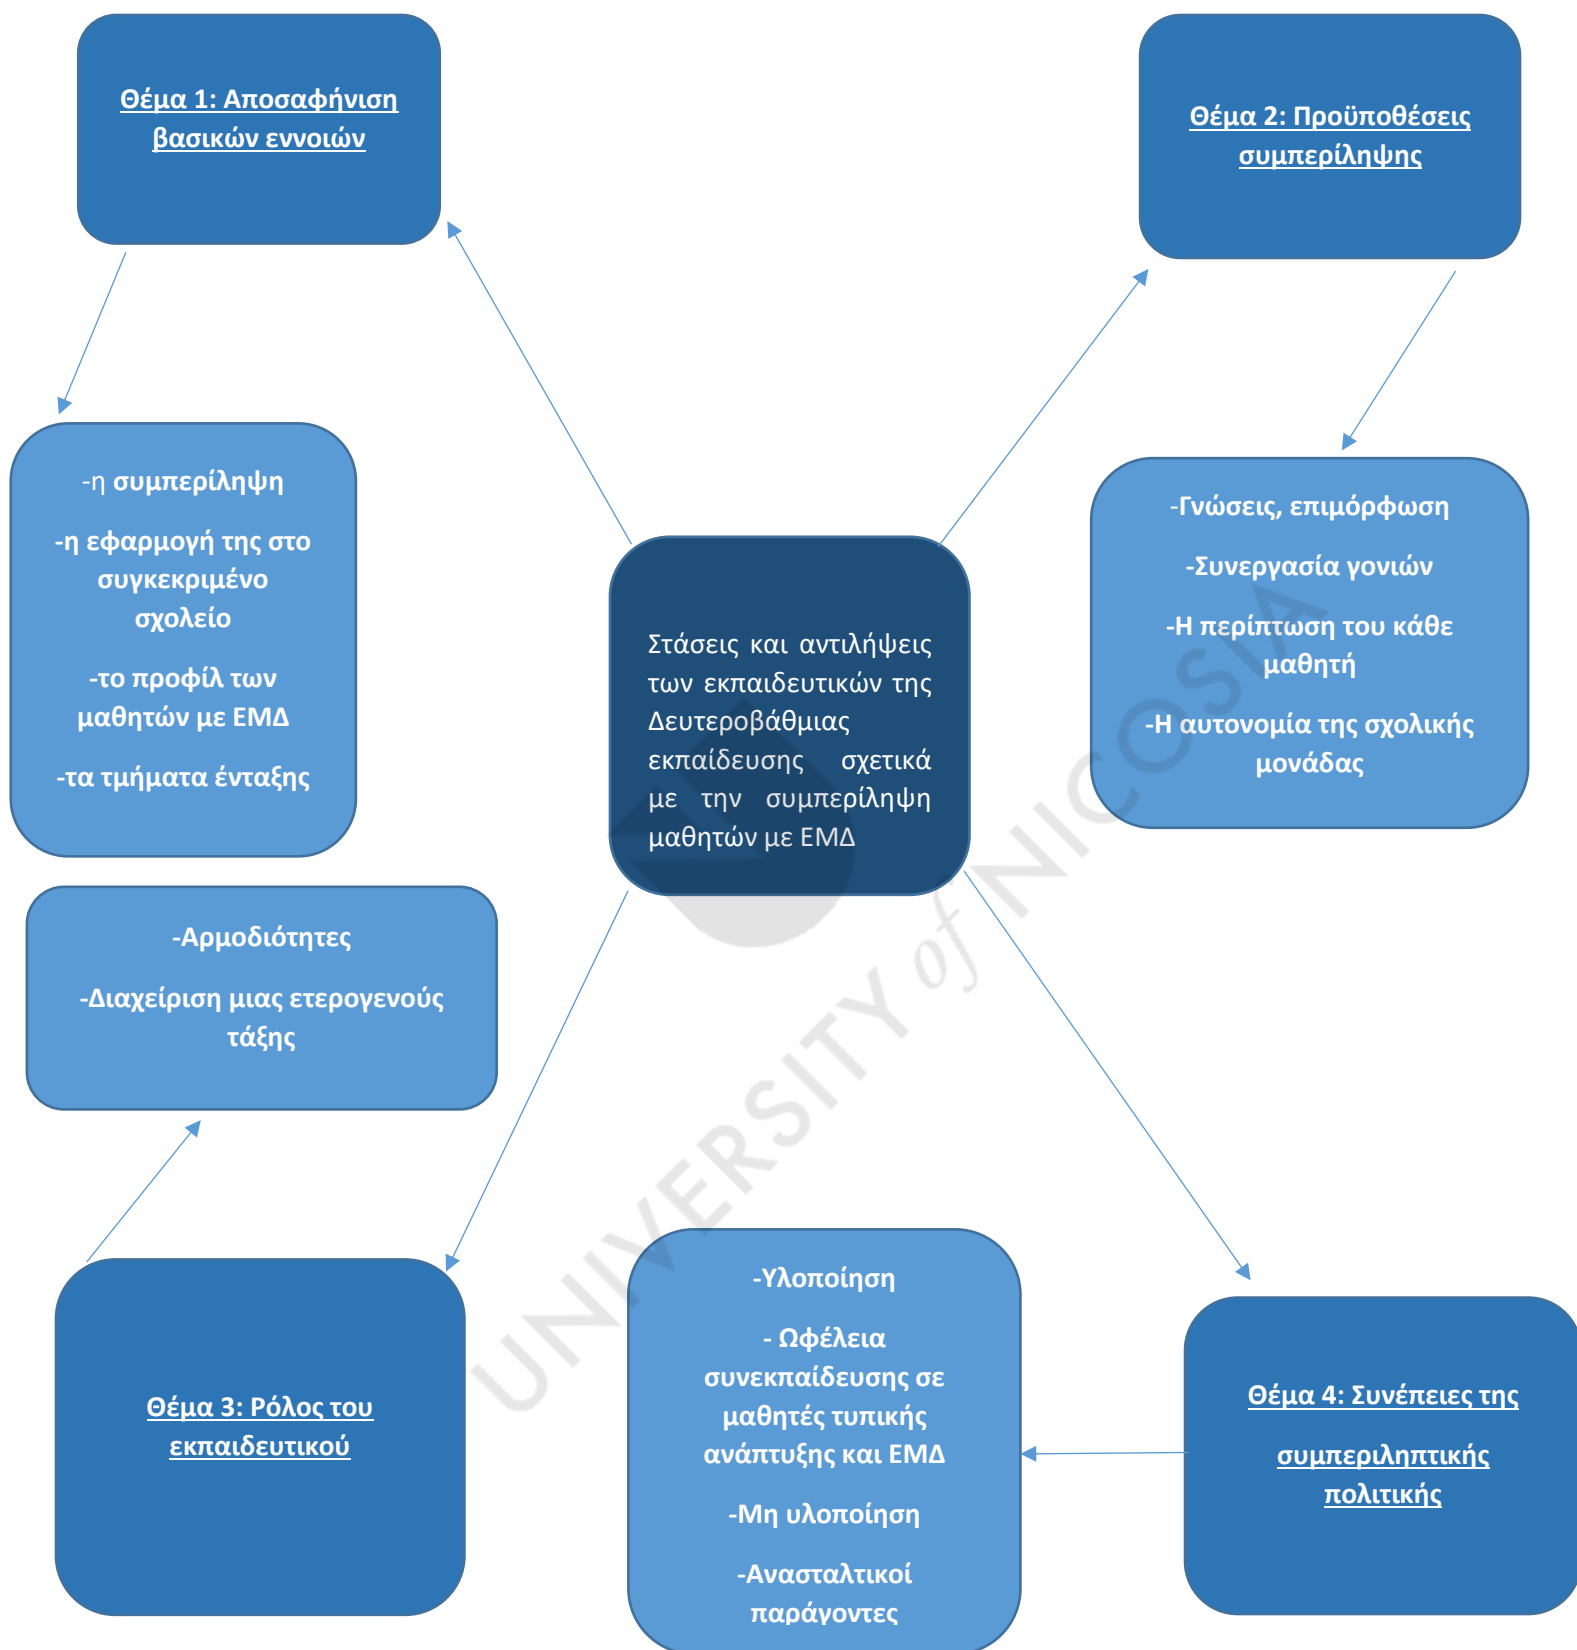 Θέμα 1: Αποσαφήνιση
βασικών εννοιών
Θέμα 2: Προϋποθέσεις
συμπερίληψης
-η συμπερίληψη
-η εφαρμογή της στο
συγκεκριμένο
σχολείο
-το προφίλ των
μαθητών με ΕΜΔ
-τα τμήματα ένταξης
-Γνώσεις, επιμόρφωση
-Συνεργασία γονιών
-Η περίπτωση του κάθε
μαθητή
-Η αυτονομία της σχολικής
μονάδας
Στάσεις και αντιλήψεις
των εκπαιδευτικών της
Δευτεροβάθμιας
εκπαίδευσης σχετικά
με την συμπερίληψη
μαθητών με ΕΜΔ
-Αρμοδιότητες
-Διαχείριση μιας ετερογενούς
τάξης
Θέμα 3: Ρόλος του
εκπαιδευτικού
-Υλοποίηση
- Ωφέλεια
συνεκπαίδευσης σε
μαθητές τυπικής
ανάπτυξης και ΕΜΔ
-Μη υλοποίηση
-Ανασταλτικοί
παράγοντες
Θέμα 4: Συνέπειες της
συμπεριληπτικής
πολιτικής
UNIVERSITY of NICOSIA